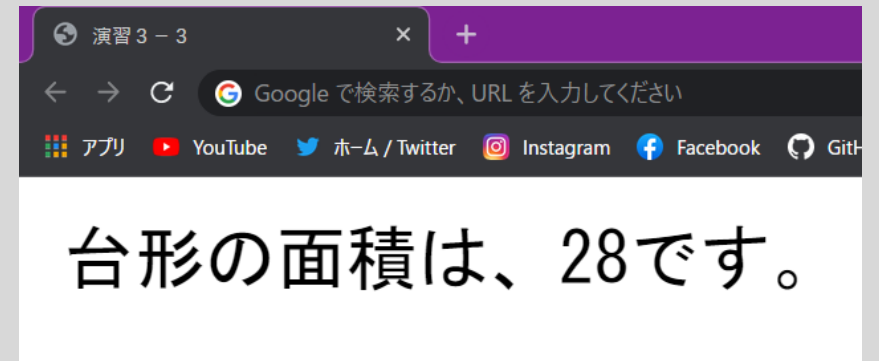 演習３－３
Google で検索するか、URL を入力してください
アプリ YouTube ホーム / Twitter Instagram Facebook GitH
台形の面積は、28です。